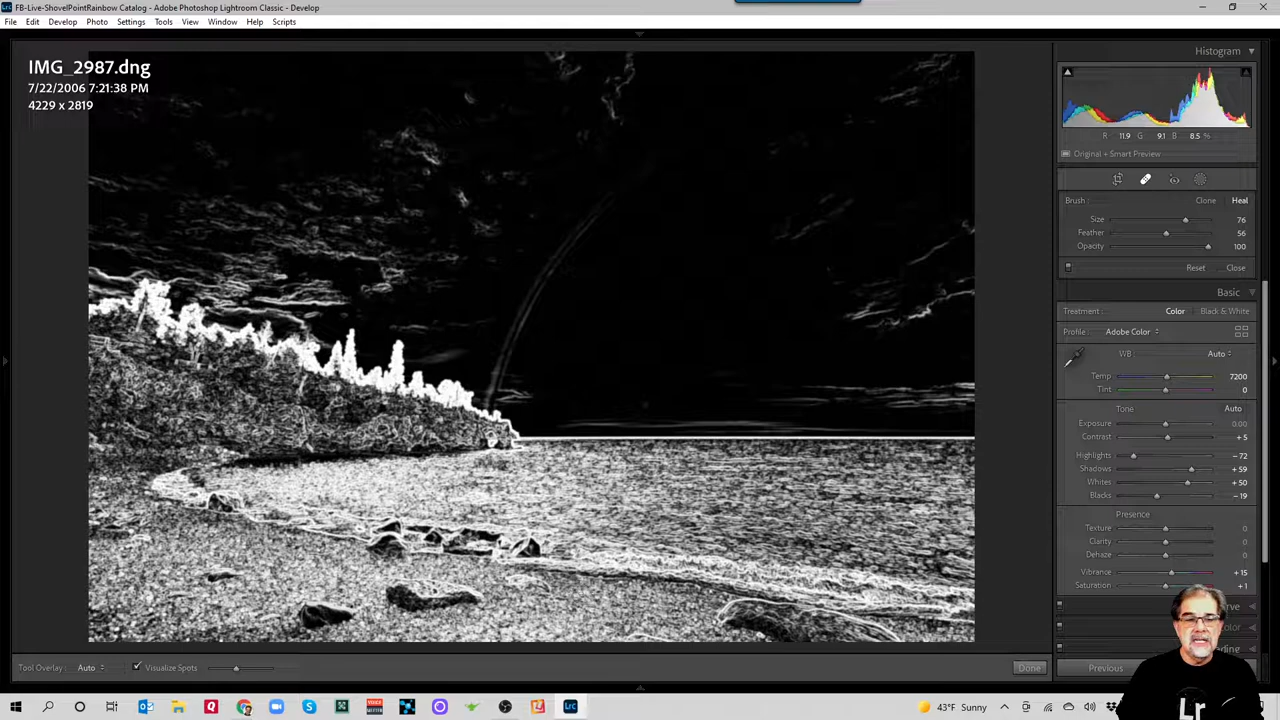 FB-Live-ShovelPointRainbow Catalog - Adobe Photoshop Lightroom Classic - Develop
File Edit Develop Photo Settings Tools View Window Help Scripts
IMG_2987.dng
7/22/2006 7:21:38 PM
4229 x 2819
Histogram
R 11.9 G 9.1 B 8.5 %
Original + Smart Preview
Brush: Clone Heal
Size 76
Feather 56
Opacity 100
Reset Close
Basic
Treatment: Color Black & White
Profile: Adobe Color
WB: Auto
Temp 7200
Tint 0
Tone Auto
Exposure 0.00
Contrast + 5
Highlights - 72
Shadows + 59
Whites + 50
Blacks - 19
Presence
Texture 0
Clarity 0
Dehaze 0
Vibrance + 15
Saturation + 1
Tool Overlay: Auto Visualize Spots Done
Previous
43°F Sunny
Lr
LrC